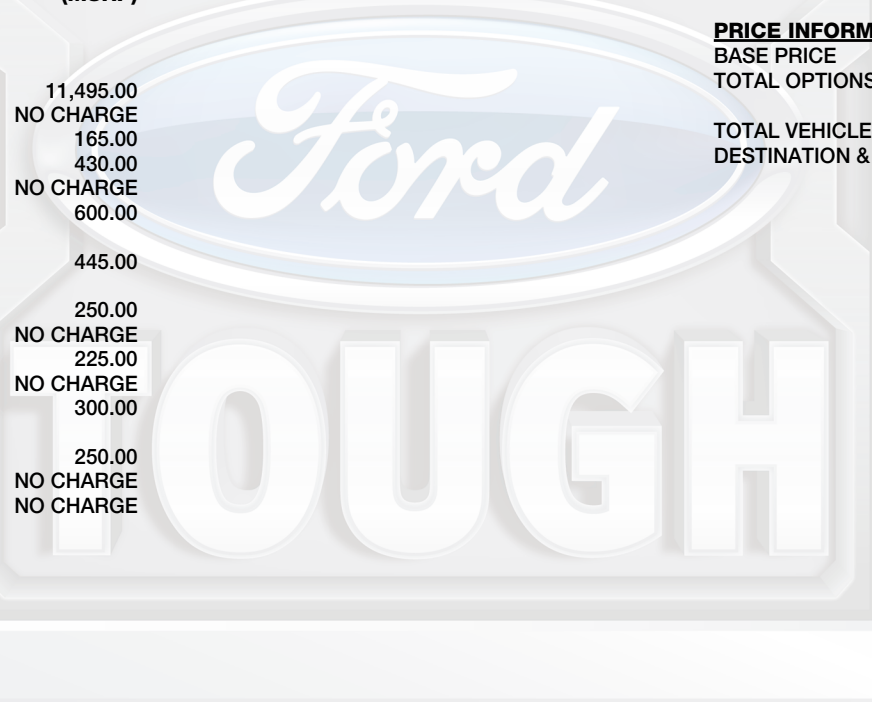 PRICE INFORM
BASE PRICE
TOTAL OPTIONS
TOTAL VEHICLE
DESTINATION &
11,495.00
NO CHARGE
165.00
430.00
NO CHARGE
600.00
445.00
250.00
NO CHARGE
225.00
NO CHARGE
300.00
250.00
NO CHARGE
NO CHARGE
Ford
TOUGH